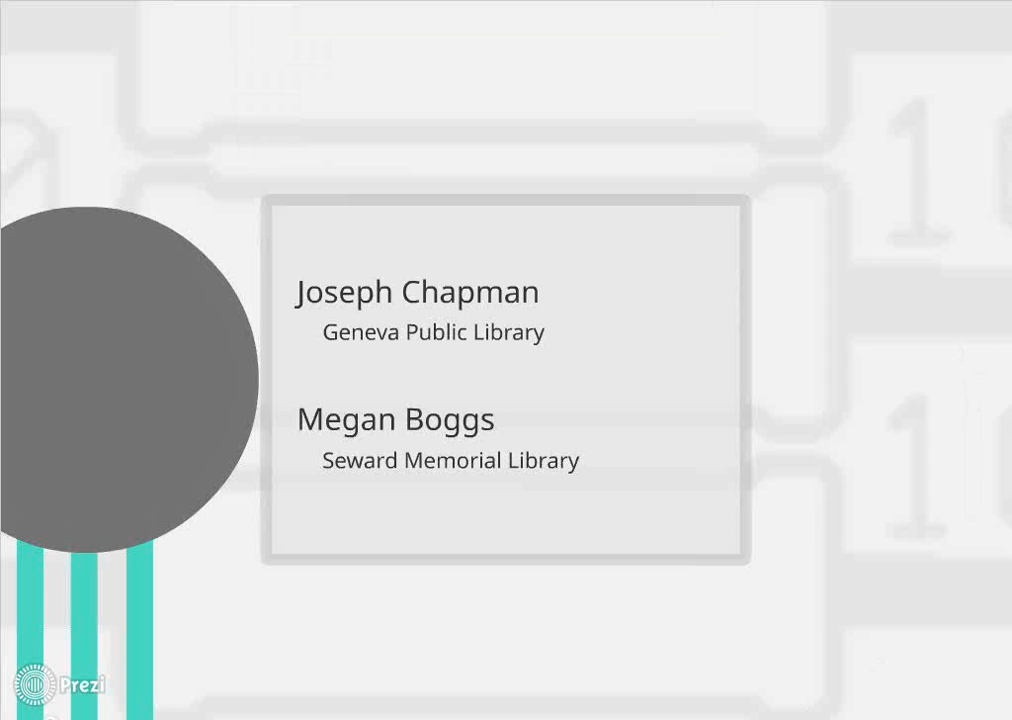 Joseph Chapman
Geneva Public Library
Megan Boggs
Seward Memorial Library
Prezi